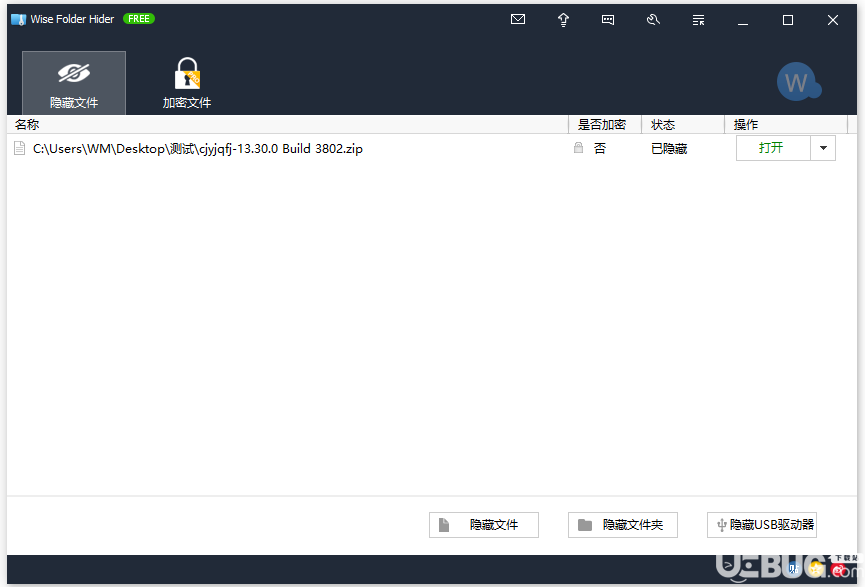 Wise Folder Hider FREE
隐藏文件 加密文件
W
名称 是否加密 状态 操作
C:\Users\WM\Desktop\测试\cjyjqfj-13.30.0 Build 3802.zip 否 已隐藏 打开
隐藏文件 隐藏文件夹 隐藏USB驱动器
下载站
UEBUG.com